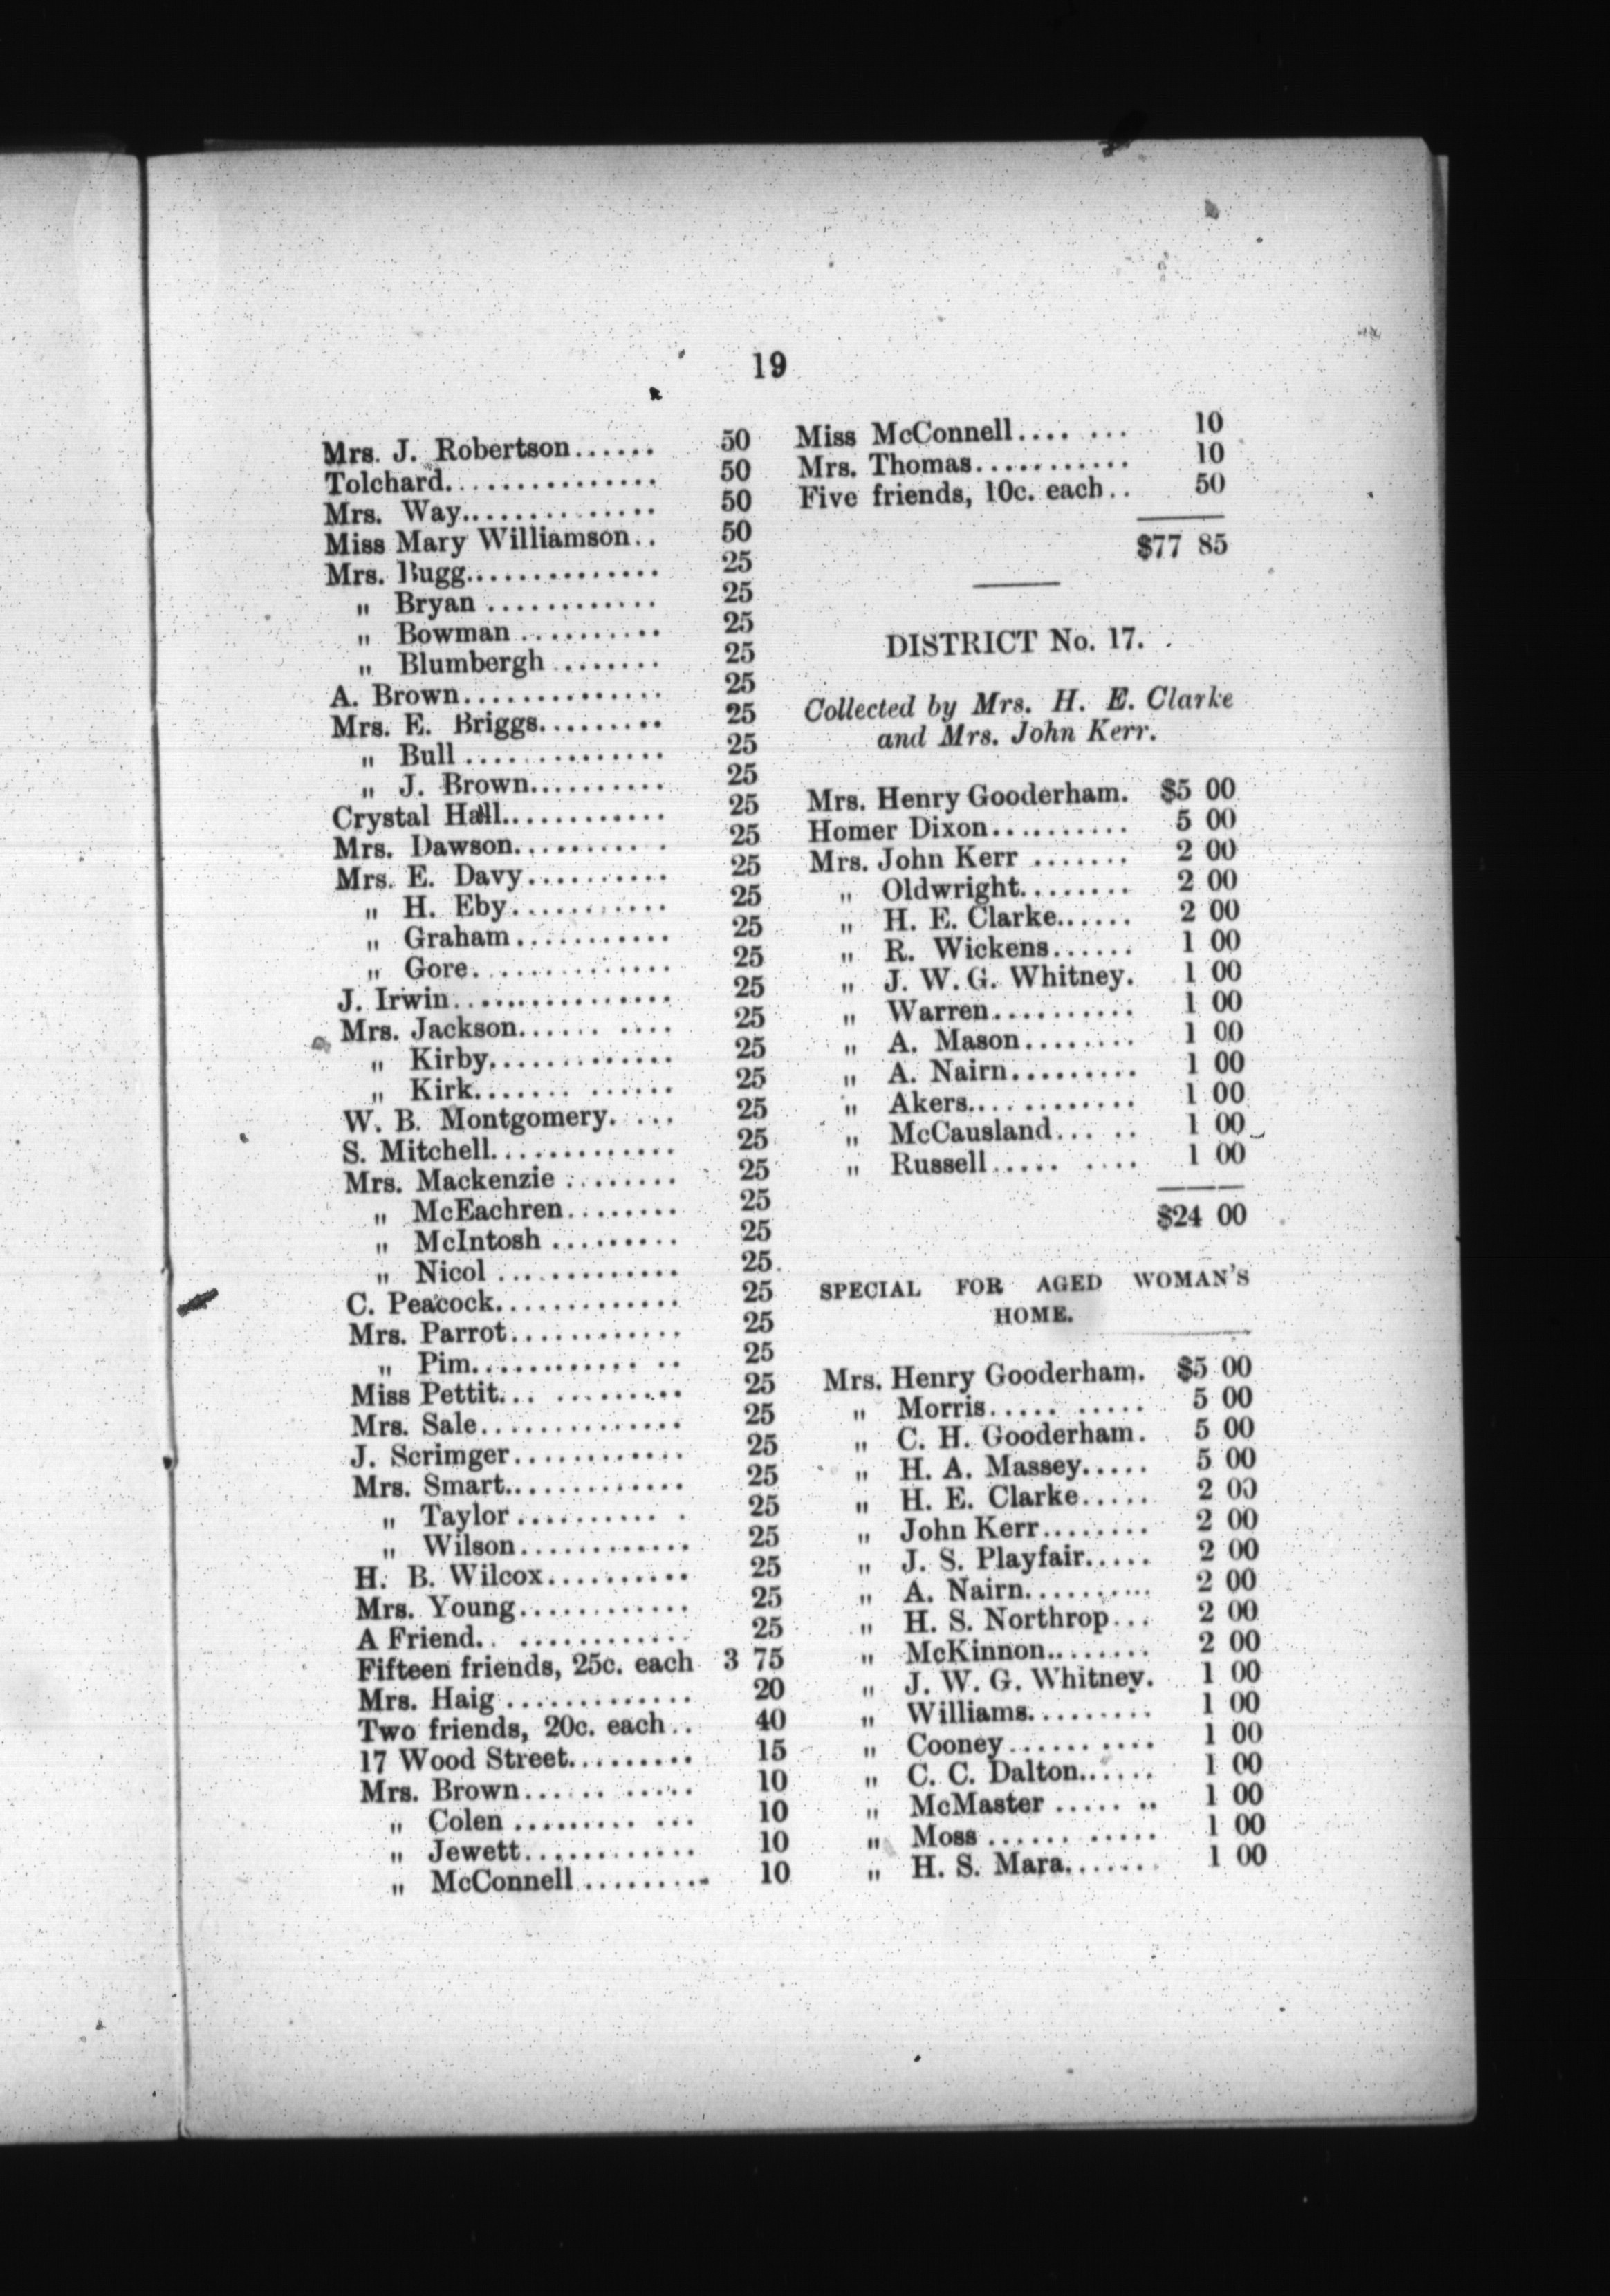 19
Mrs. J. Robertson...... 50
Tolchard............... 50
Mrs. Way.............. 50
Miss Mary Williamson.. 50
Mrs. Bugg.............. 25
„ Bryan ............ 25
„ Bowman .......... 25
„ Blumbergh ........ 25
A. Brown.............. 25
Mrs. E. Briggs......... 25
„ Bull .............. 25
„ J. Brown.......... 25
Crystal Hall............ 25
Mrs. Dawson........... 25
Mrs. E. Davy.......... 25
„ H. Eby........... 25
„ Graham........... 25
„ Gore............. 25
J. Irwin................ 25
Mrs. Jackson...... .... 25
„ Kirby............. 25
„ Kirk....... ...... 25
W. B. Montgomery. ... 25
S. Mitchell............. 25
Mrs. Mackenzie ........ 25
„ McEachren........ 25
„ McIntosh ......... 25
„ Nicol ............. 25
C. Peacock............. 25
Mrs. Parrot............ 25
„ Pim............ .. 25
Miss Pettit... ......... 25
Mrs. Sale.............. 25
J. Scrimger............ 25
Mrs. Smart............. 25
„ Taylor .......... . 25
„ Wilson............ 25
H. B. Wilcox.......... 25
Mrs. Young............ 25
A Friend.. ............ 25
Fifteen friends, 25c. each 3 75
Mrs. Haig ............. 20
Two friends, 20c. each.. 40
17 Wood Street......... 15
Mrs. Brown...... ..... 10
„ Colen ......... ... 10
„ Jewett............ 10
„ McConnell ......... 10
Miss McConnell.... ... 10
Mrs. Thomas........... 10
Five friends, 10c. each.. 50
$77 85
DISTRICT No. 17.
Collected by Mrs. H. E. Clarke
and Mrs. John Kerr.
Mrs. Henry Gooderham. $5 00
Homer Dixon.......... 5 00
Mrs. John Kerr ....... 2 00
„ Oldwright........ 2 00
„ H. E. Clarke...... 2 00
„ R. Wickens...... 1 00
„ J. W. G. Whitney. 1 00
„ Warren.......... 1 00
„ A. Mason........ 1 00
„ A. Nairn......... 1 00
„ Akers............ 1 00
„ McCausland... .. 1 00
„ Russell..... .... 1 00
$24 00
SPECIAL FOR AGED WOMAN'S
HOME.
Mrs. Henry Gooderham. $5 00
„ Morris..... ..... 5 00
„ C. H. Gooderham. 5 00
„ H. A. Massey..... 5 00
„ H. E. Clarke..... 2 00
„ John Kerr........ 2 00
„ J. S. Playfair..... 2 00
„ A. Nairn.......... 2 00
„ H. S. Northrop... 2 00
„ McKinnon........ 2 00
„ J. W. G. Whitney. 1 00
„ Williams......... 1 00
„ Cooney...... .... 1 00
„ C. C. Dalton...... 1 00
„ McMaster ..... .. 1 00
„ Moss ...... ..... 1 00
„ H. S. Mara....... 1 00